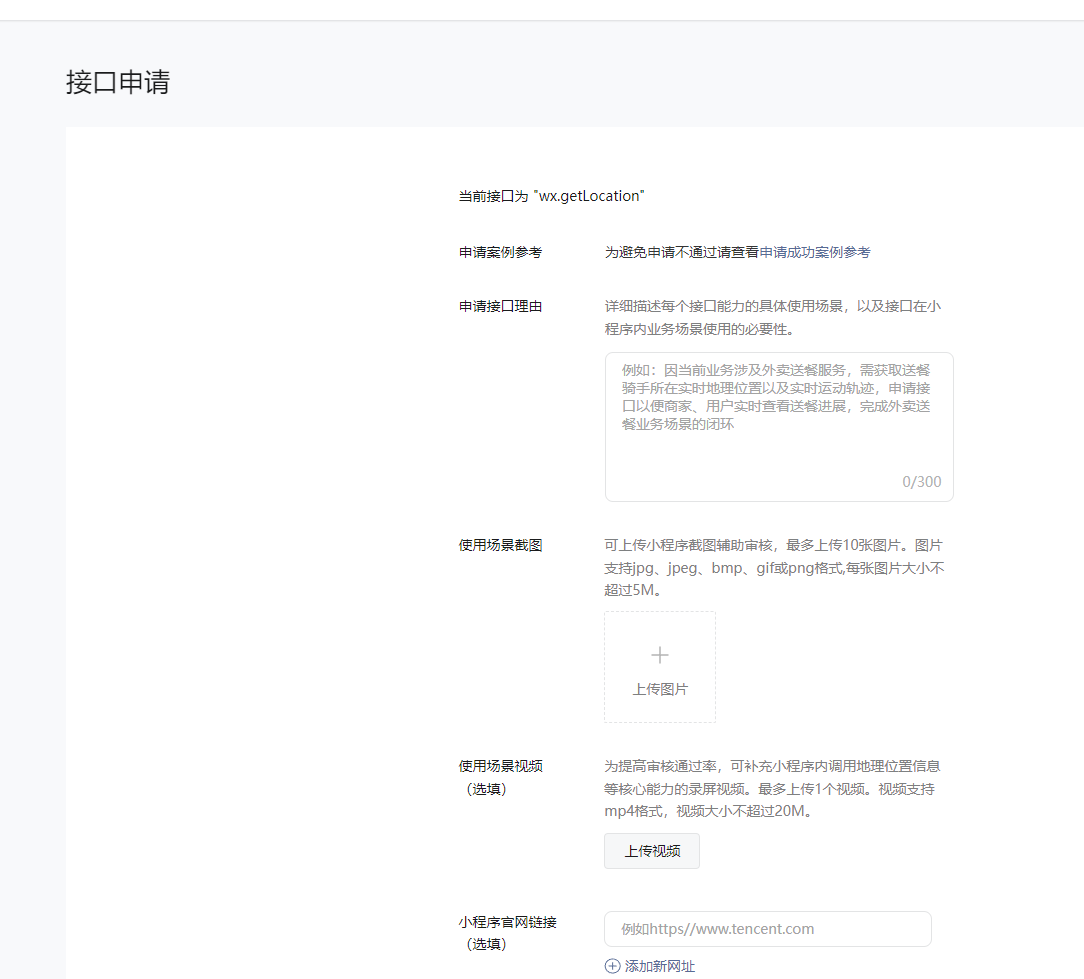 接口申请
当前接口为 "wx.getLocation"
申请案例参考
为避免申请不通过请查看申请成功案例参考
申请接口理由
详细描述每个接口能力的具体使用场景，以及接口在小
程序内业务场景使用的必要性。
例如：因当前业务涉及外卖送餐服务，需获取送餐
骑手所在实时地理位置以及实时运动轨迹，申请接
口以便商家、用户实时查看送餐进展，完成外卖送
餐业务场景的闭环
0/300
使用场景截图
可上传小程序截图辅助审核，最多上传10张图片。图片
支持jpg、jpeg、bmp、gif或png格式,每张图片大小不
超过5M。
上传图片
使用场景视频
（选填）
为提高审核通过率，可补充小程序内调用地理位置信息
等核心能力的录屏视频。最多上传1个视频。视频支持
mp4格式，视频大小不超过20M。
上传视频
小程序官网链接
（选填）
例如https//www.tencent.com
添加新网址